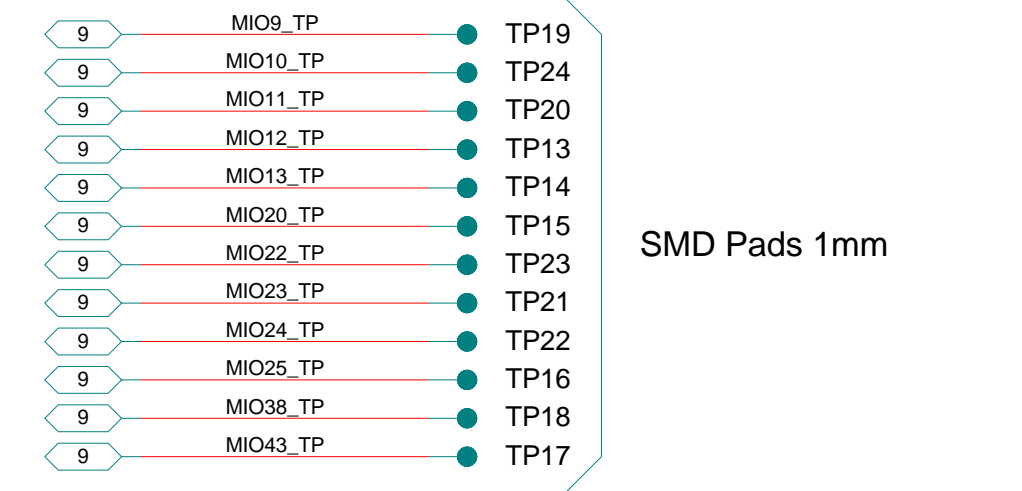 9 MIO9_TP TP19
9 MIO10_TP TP24
9 MIO11_TP TP20
9 MIO12_TP TP13
9 MIO13_TP TP14
9 MIO20_TP TP15
SMD Pads 1mm
9 MIO22_TP TP23
9 MIO23_TP TP21
9 MIO24_TP TP22
9 MIO25_TP TP16
9 MIO38_TP TP18
9 MIO43_TP TP17